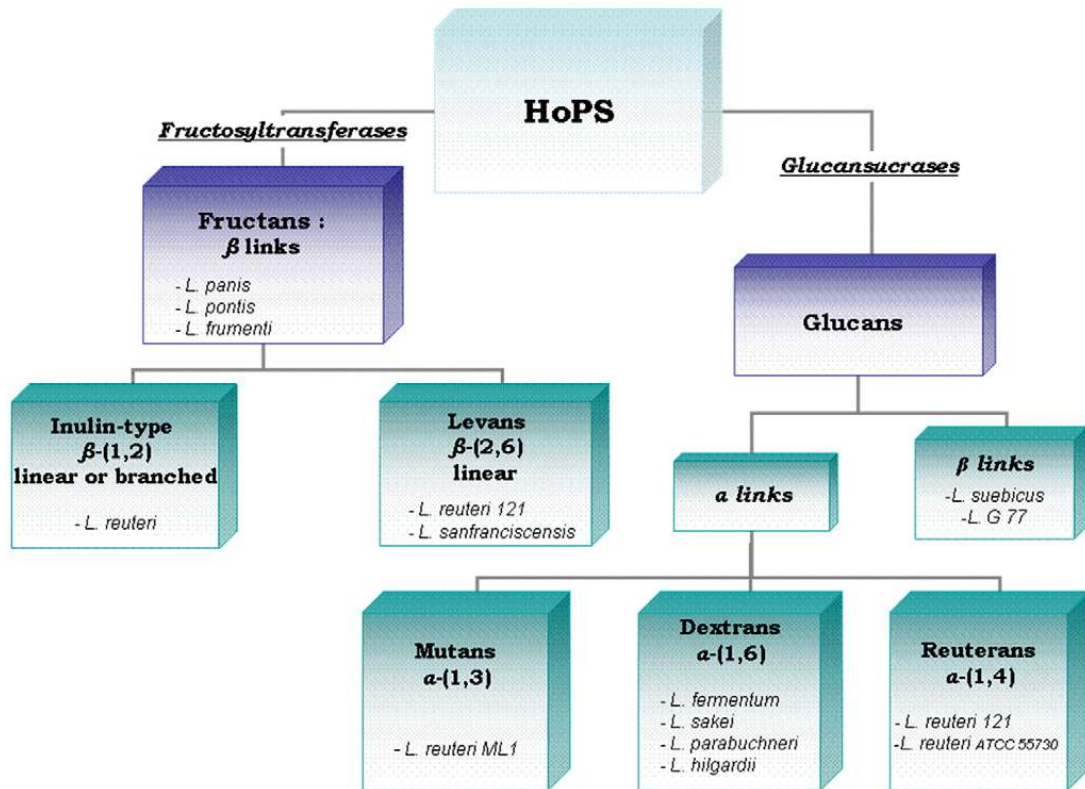 HoPS
Fructosyltransferases
Glucansucrases
Fructans :
β links
- L. panis
- L. pontis
- L. frumenti
Glucans
Inulin-type
β-(1,2)
linear or branched
- L. reuteri
Levans
β-(2,6)
linear
- L. reuteri 121
- L. sanfranciscensis
α links
β links
-L. suebicus
-L. G 77
Mutans
α-(1,3)
- L. reuteri ML1
Dextrans
α-(1,6)
- L. fermentum
- L. sakei
- L. parabuchneri
- L. hilgardii
Reuterans
α-(1,4)
- L. reuteri 121
-L. reuteri ATCC 55730